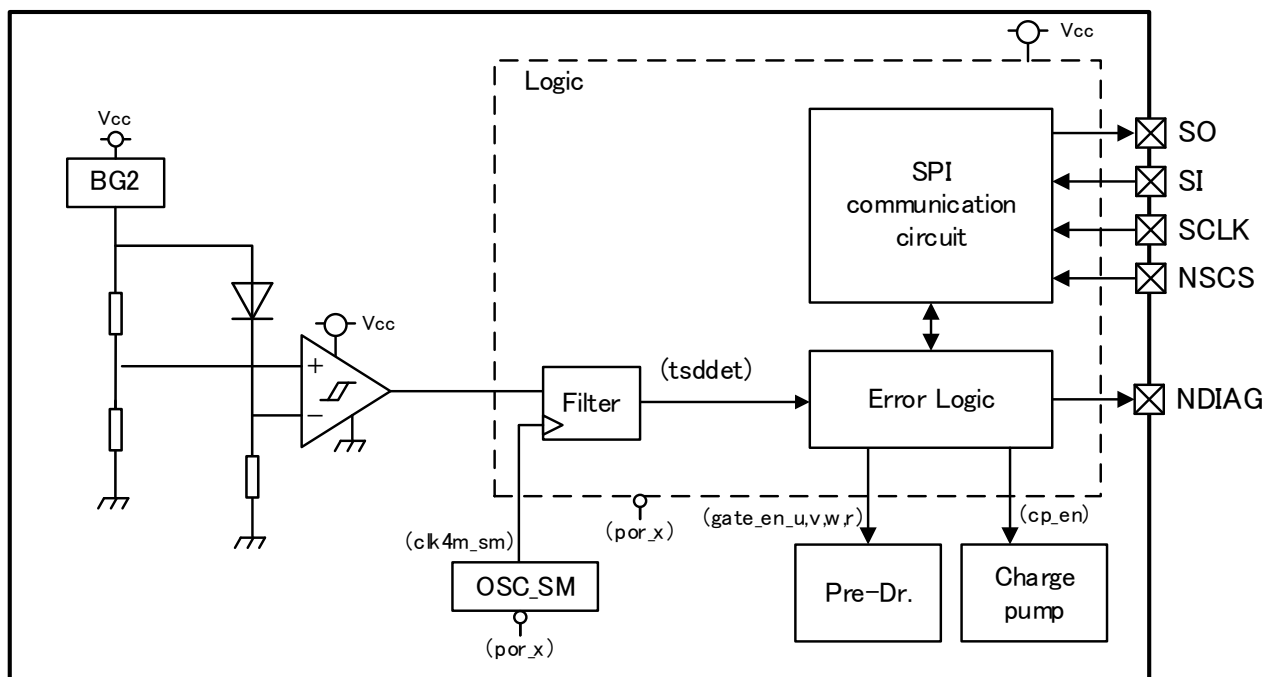 Vcc
Logic
Vcc
BG2
SPI
communication
circuit
SO
SI
SCLK
NSCS
Vcc
+
−
Filter
(tsddet)
Error Logic
NDIAG
(clk4m_sm)
(por_x)
(gate_en_u,v,w,r)
(cp_en)
OSC_SM
(por_x)
Pre-Dr.
Charge
pump